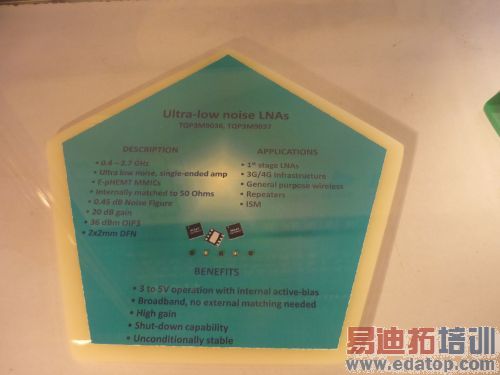 Ultra-low noise LNAs
TQP3M9036, TQP3M9037
DESCRIPTION
• 0.4 – 2.7 GHz
• Ultra low noise, single-ended amp
• E-pHEMT MMICs
• Internally matched to 50 Ohms
• 0.45 dB Noise Figure
• 20 dB gain
• 36 dBm OIP3
• 2x2mm DFN
APPLICATIONS
• 1st stage LNAs
• 3G/4G Infrastructure
• General purpose wireless
• Repeaters
• ISM
BENEFITS
• 3 to 5V operation with internal active-bias
• Broadband, no external matching needed
• High gain
• Shut-down capability
• Unconditionally stable
易迪拓培训
www.edatop.com